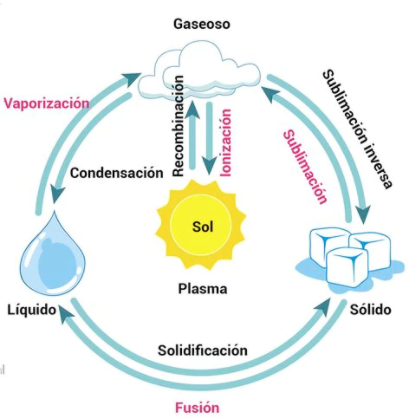 Gaseoso
Vaporización
Recombinación
Ionización
Sublimación inversa
Sublimación
Condensación
Sol
Plasma
Líquido
Sólido
Solidificación
Fusión